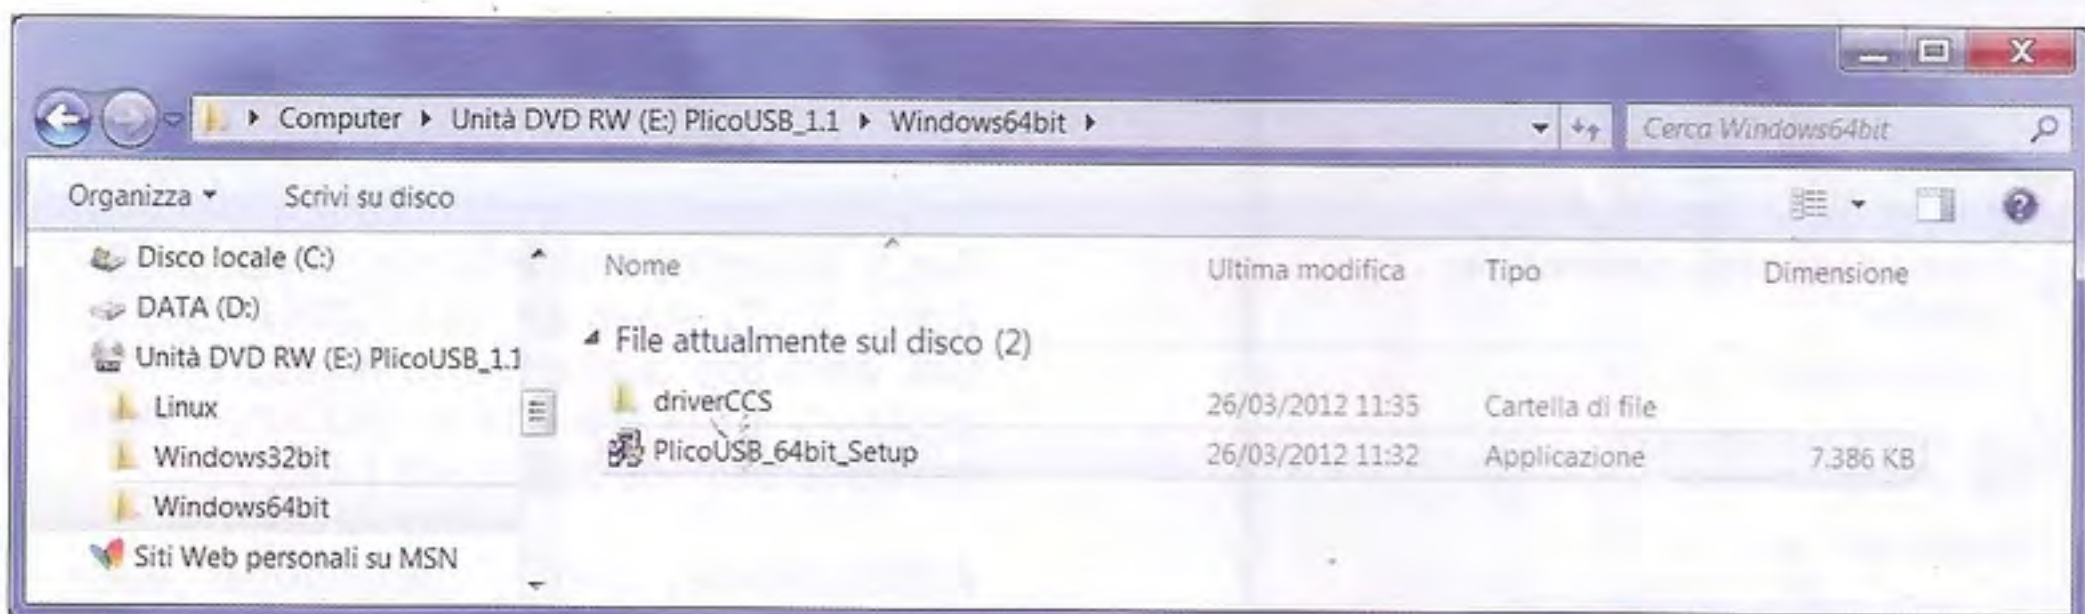 Computer Unità DVD RW (E:) PlicoUSB_1.1 Windows64bit Cerca Windows64bit
Organizza Scrivi su disco
Disco locale (C:)
DATA (D:)
Unità DVD RW (E:) PlicoUSB_1.1
Linux
Windows32bit
Windows64bit
Siti Web personali su MSN
Nome Ultima modifica Tipo Dimensione
File attualmente sul disco (2)
driverCCS 26/03/2012 11:35 Cartella di file
PlicoUSB_64bit_Setup 26/03/2012 11:32 Applicazione 7.386 KB